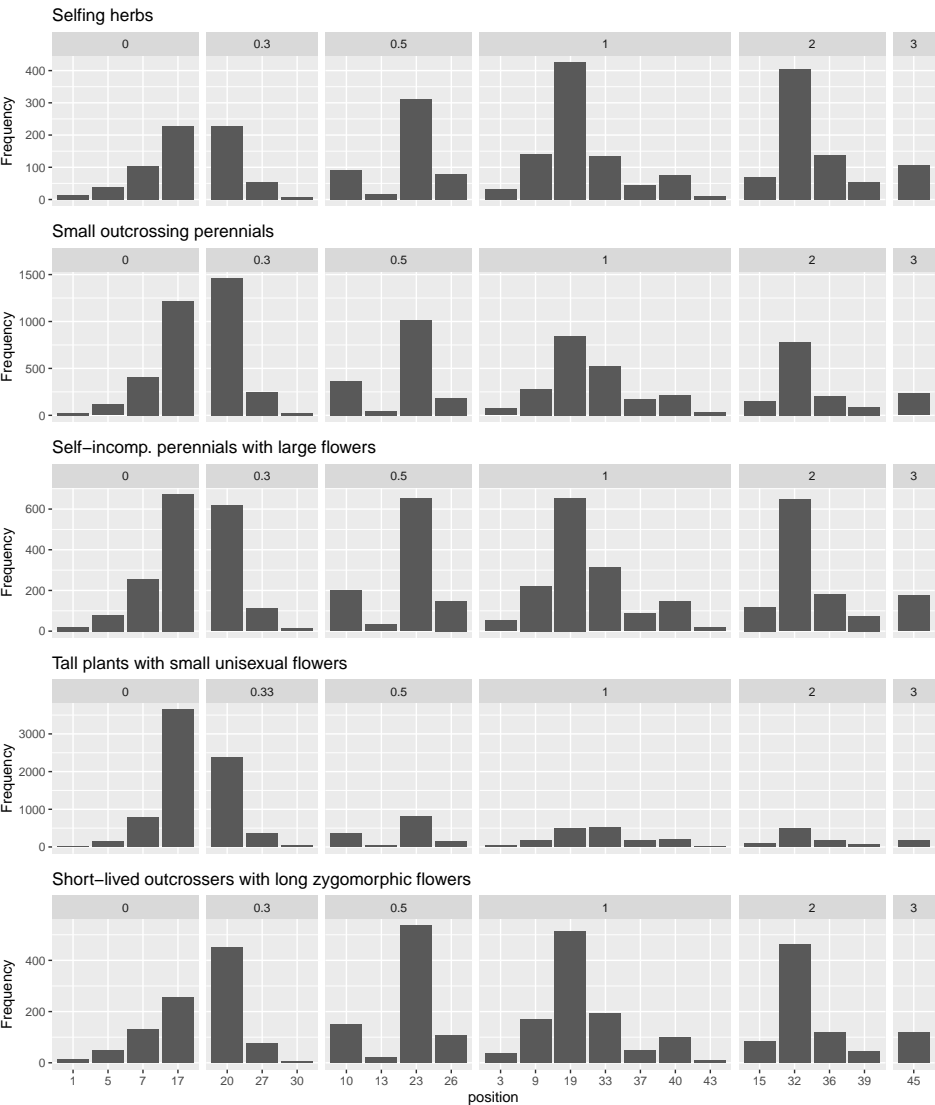 Selfing herbs
0 0.3 0.5 1 2 3
400
300
200
100
0
Frequency
Small outcrossing perennials
0 0.3 0.5 1 2 3
1500
1000
500
0
Frequency
Self−incomp. perennials with large flowers
0 0.3 0.5 1 2 3
600
400
200
0
Frequency
Tall plants with small unisexual flowers
0 0.33 0.5 1 2 3
3000
2000
1000
0
Frequency
Short−lived outcrossers with long zygomorphic flowers
0 0.3 0.5 1 2 3
400
200
0
Frequency
1 5 7 17 20 27 30 10 13 23 26 3 9 19 33 37 40 43 15 32 36 39 45
position